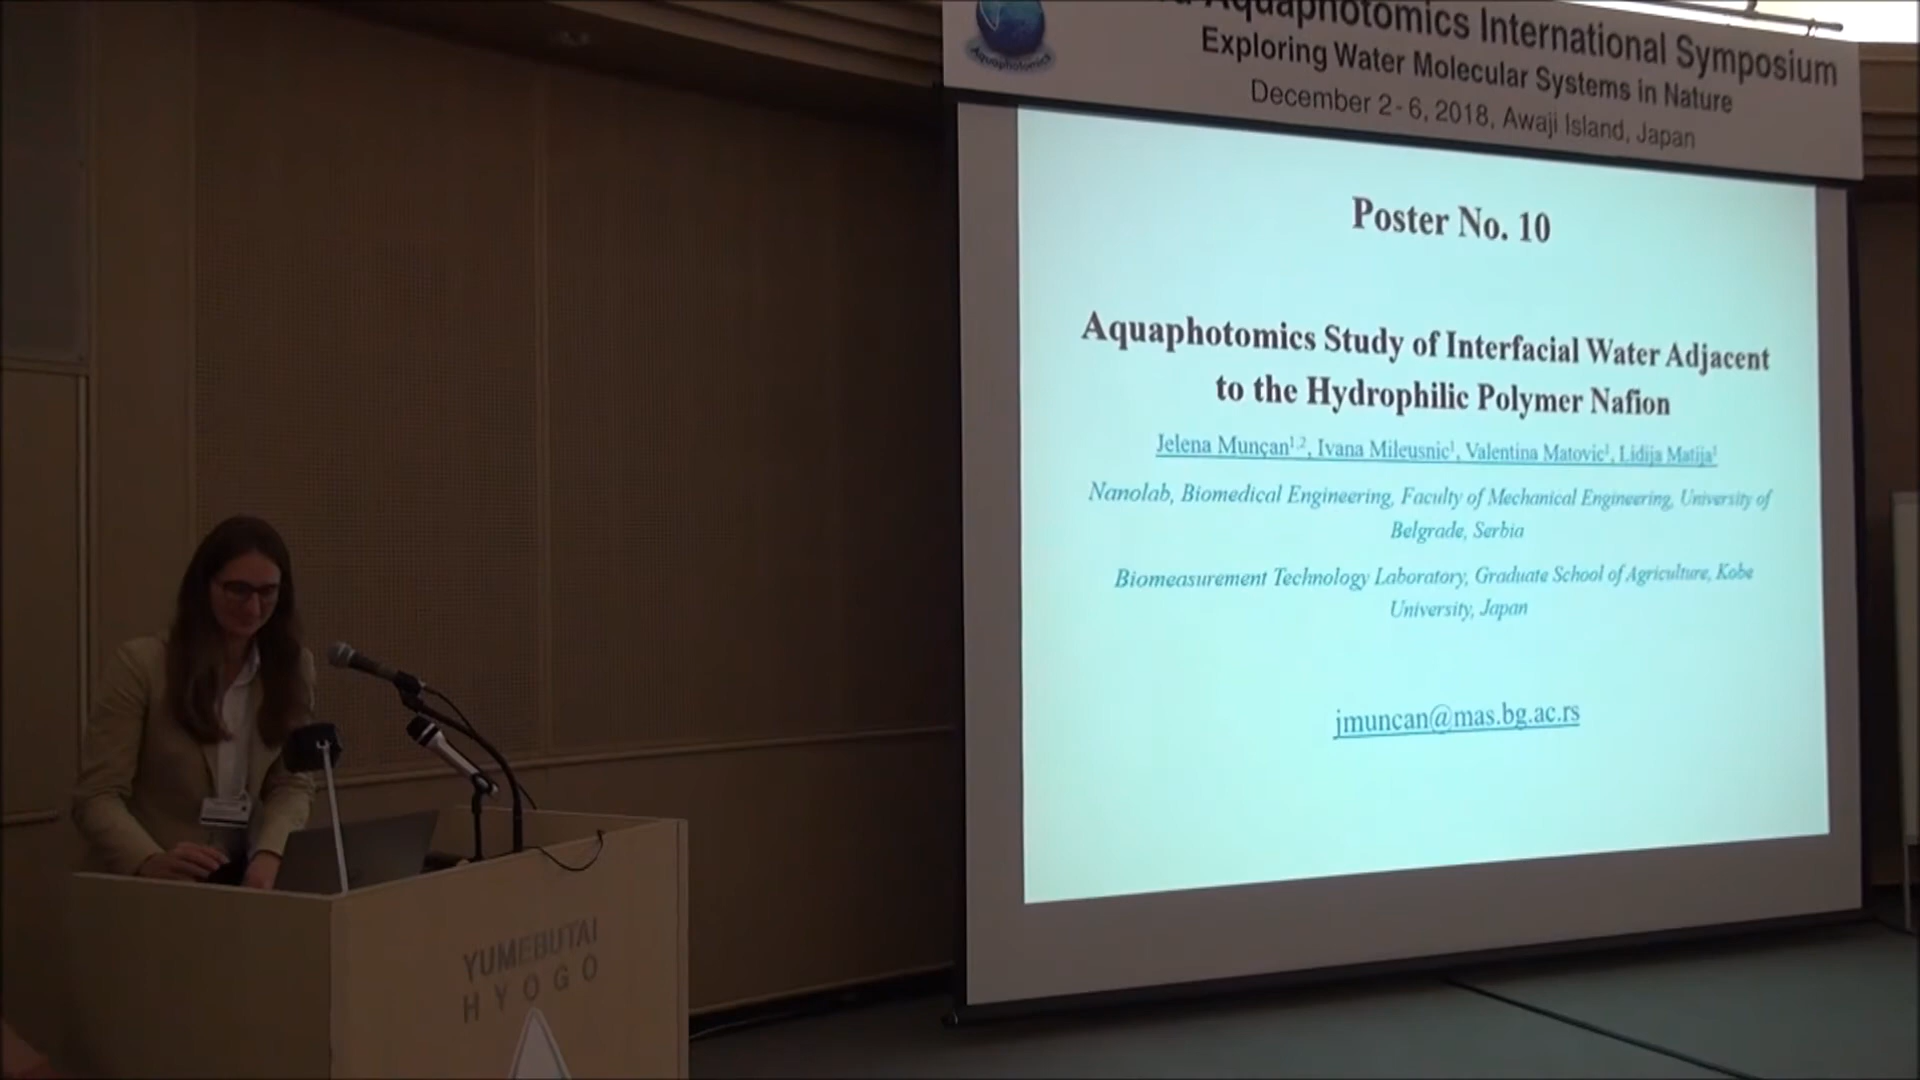 Aquaphotomics International Symposium
Exploring Water Molecular Systems in Nature
December 2 - 6, 2018, Awaji Island, Japan
Aquaphotomics
Poster No. 10
Aquaphotomics Study of Interfacial Water Adjacent
to the Hydrophilic Polymer Nafion
Jelena Munçan1,2, Ivana Mileusnic1, Valentina Matovic1, Lidija Matija1
Nanolab, Biomedical Engineering, Faculty of Mechanical Engineering, University of
Belgrade, Serbia
Biomeasurement Technology Laboratory, Graduate School of Agriculture, Kobe
University, Japan
jmuncan@mas.bg.ac.rs
YUMEBUTAI
HYOGO